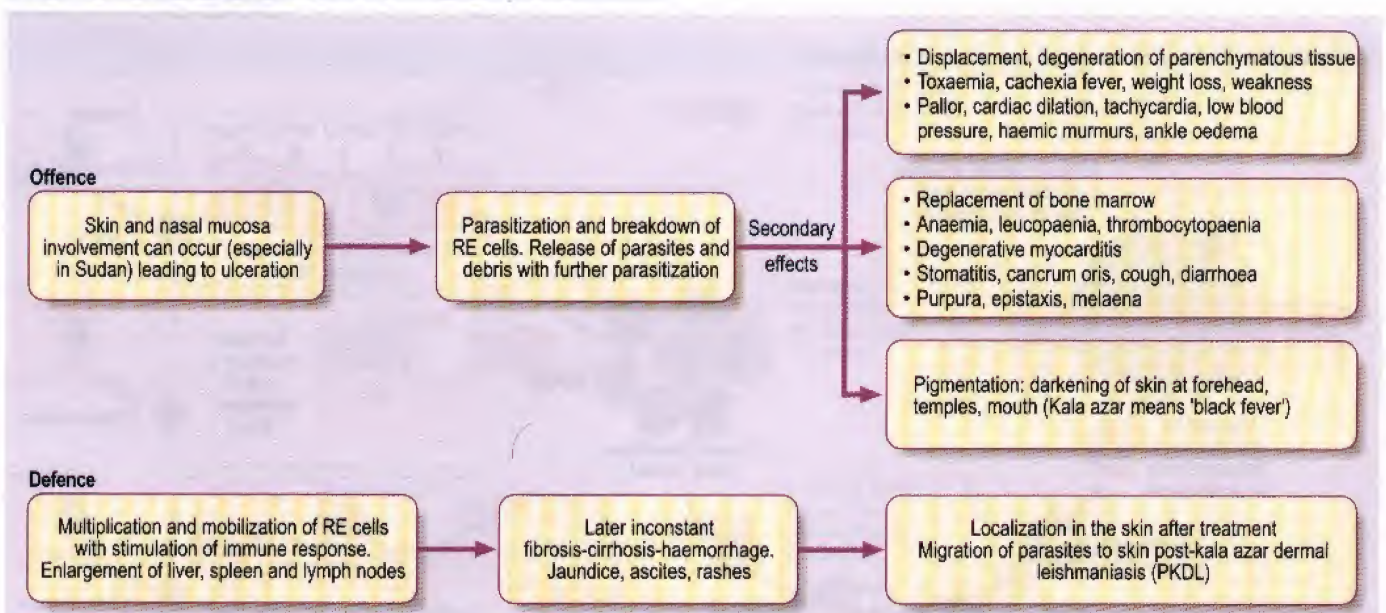 Offence
Skin and nasal mucosa
involvement can occur (especially
in Sudan) leading to ulceration
Parasitization and breakdown of
RE cells. Release of parasites and
debris with further parasitization
Secondary
effects
• Displacement, degeneration of parenchymatous tissue
• Toxaemia, cachexia fever, weight loss, weakness
• Pallor, cardiac dilation, tachycardia, low blood
pressure, haemic murmurs, ankle oedema
• Replacement of bone marrow
• Anaemia, leucopaenia, thrombocytopaenia
• Degenerative myocarditis
• Stomatitis, cancrum oris, cough, diarrhoea
• Purpura, epistaxis, melaena
Pigmentation: darkening of skin at forehead,
temples, mouth (Kala azar means 'black fever')
Defence
Multiplication and mobilization of RE cells
with stimulation of immune response.
Enlargement of liver, spleen and lymph nodes
Later inconstant
fibrosis-cirrhosis-haemorrhage.
Jaundice, ascites, rashes
Localization in the skin after treatment
Migration of parasites to skin post-kala azar dermal
leishmaniasis (PKDL)